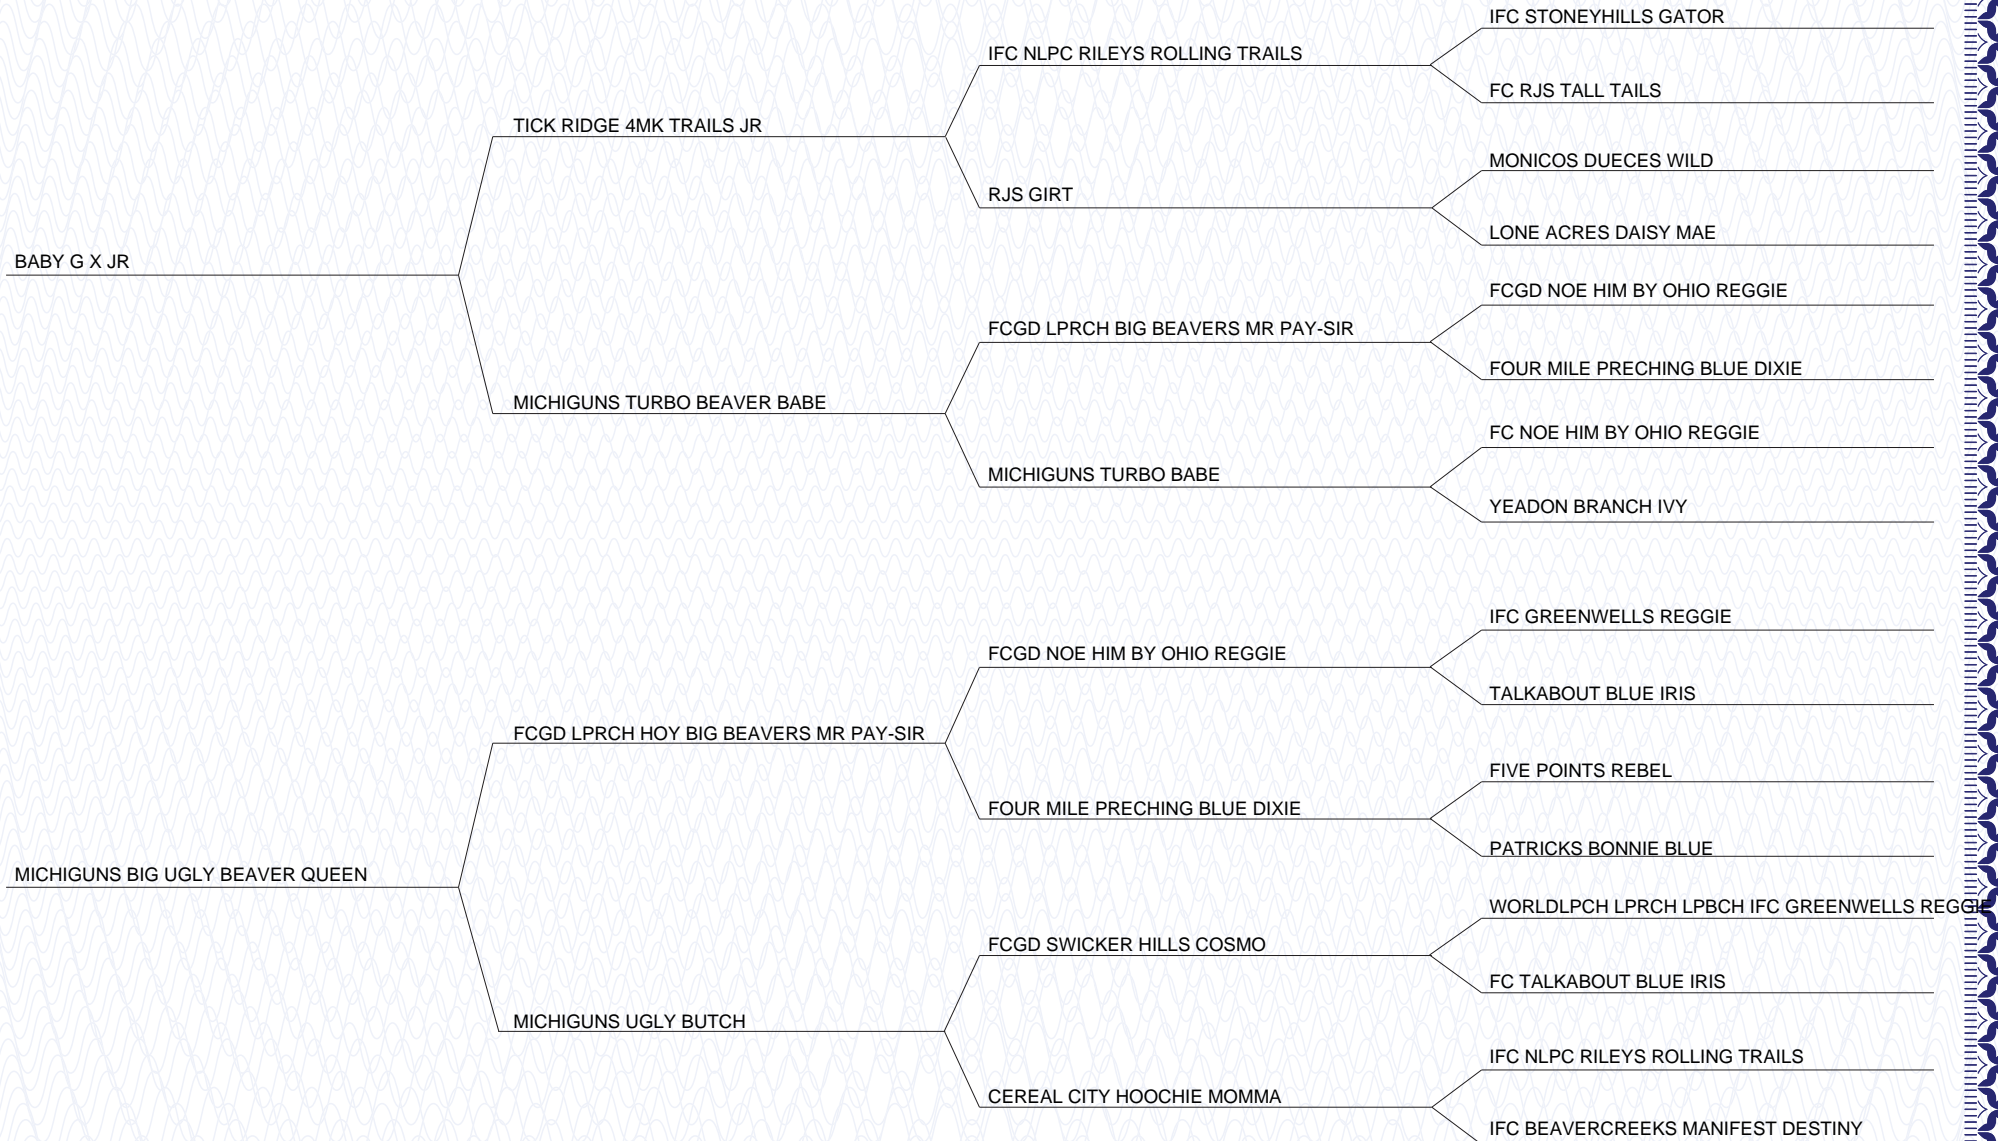 IFC STONEYHILLS GATOR
IFC NLPC RILEYS ROLLING TRAILS
FC RJS TALL TAILS
TICK RIDGE 4MK TRAILS JR
MONICOS DUECES WILD
RJS GIRT
LONE ACRES DAISY MAE
BABY G X JR
FCGD NOE HIM BY OHIO REGGIE
FCGD LPRCH BIG BEAVERS MR PAY-SIR
FOUR MILE PRECHING BLUE DIXIE
MICHIGUNS TURBO BEAVER BABE
FC NOE HIM BY OHIO REGGIE
MICHIGUNS TURBO BABE
YEADON BRANCH IVY
IFC GREENWELLS REGGIE
FCGD NOE HIM BY OHIO REGGIE
TALKABOUT BLUE IRIS
FCGD LPRCH HOY BIG BEAVERS MR PAY-SIR
FIVE POINTS REBEL
FOUR MILE PRECHING BLUE DIXIE
PATRICKS BONNIE BLUE
MICHIGUNS BIG UGLY BEAVER QUEEN
WORLDLPCH LPRCH LPBCH IFC GREENWELLS REGGIE
FCGD SWICKER HILLS COSMO
FC TALKABOUT BLUE IRIS
MICHIGUNS UGLY BUTCH
IFC NLPC RILEYS ROLLING TRAILS
CEREAL CITY HOOCHIE MOMMA
IFC BEAVERCREEKS MANIFEST DESTINY